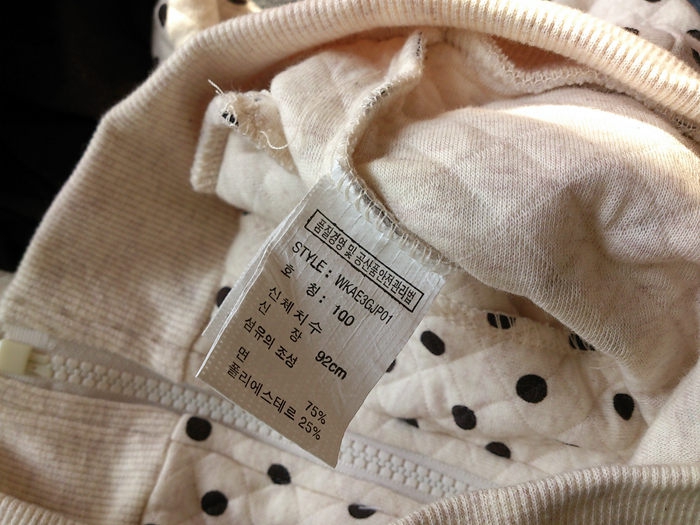 품질경영 및 공산품안전관리법
STYLE : WKAE3GJP01
호 칭 : 100
신체치수
신 장 92cm
섬유의 조성
면 75%
폴리에스테르 25%